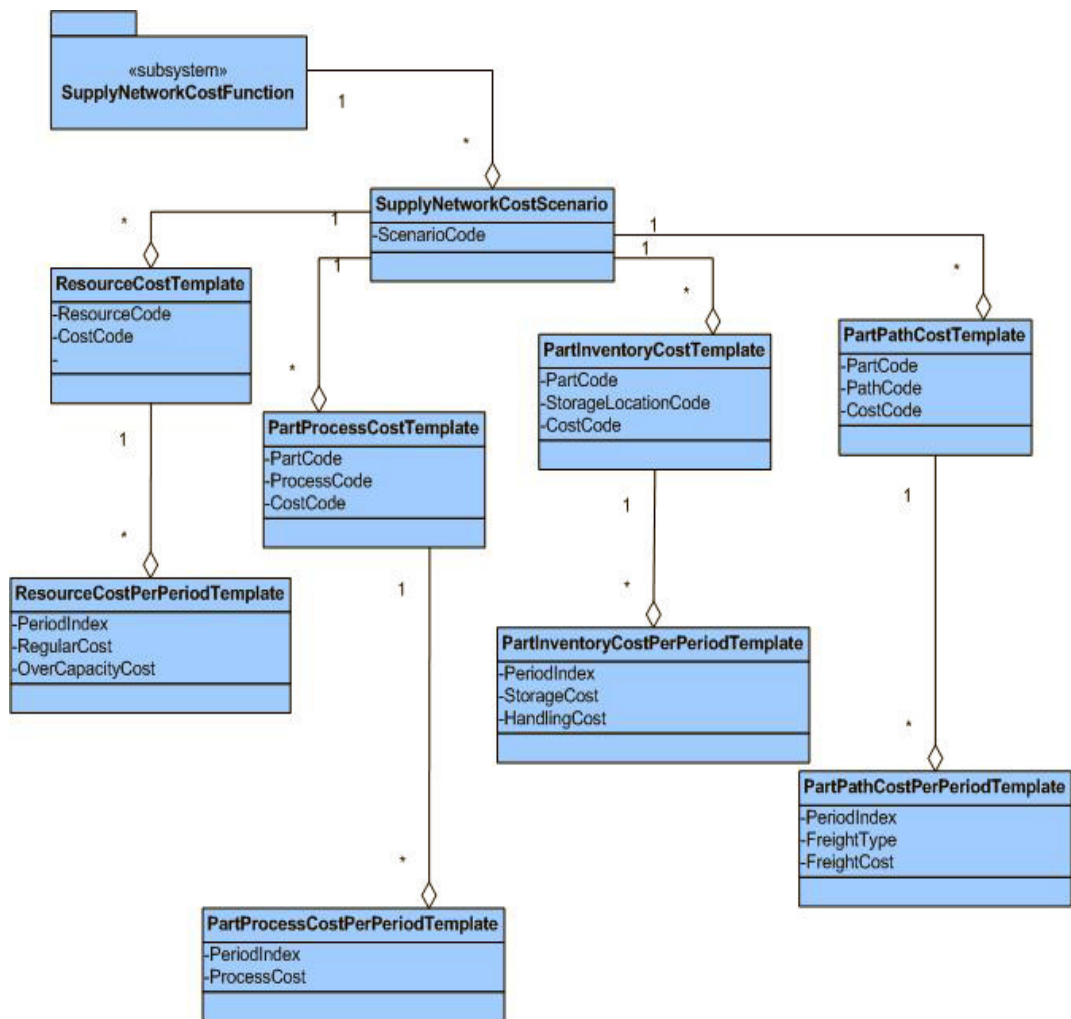 «subsystem»
SupplyNetworkCostFunction
1
*
SupplyNetworkCostScenario
-ScenarioCode
1
*
1
*
1
*
1
*
ResourceCostTemplate
-ResourceCode
-CostCode
-
1
*
PartProcessCostTemplate
-PartCode
-ProcessCode
-CostCode
1
*
PartInventoryCostTemplate
-PartCode
-StorageLocationCode
-CostCode
1
*
PartPathCostTemplate
-PartCode
-PathCode
-CostCode
1
*
ResourceCostPerPeriodTemplate
-PeriodIndex
-RegularCost
-OverCapacityCost
PartInventoryCostPerPeriodTemplate
-PeriodIndex
-StorageCost
-HandlingCost
PartPathCostPerPeriodTemplate
-PeriodIndex
-FreightType
-FreightCost
PartProcessCostPerPeriodTemplate
-PeriodIndex
-ProcessCost